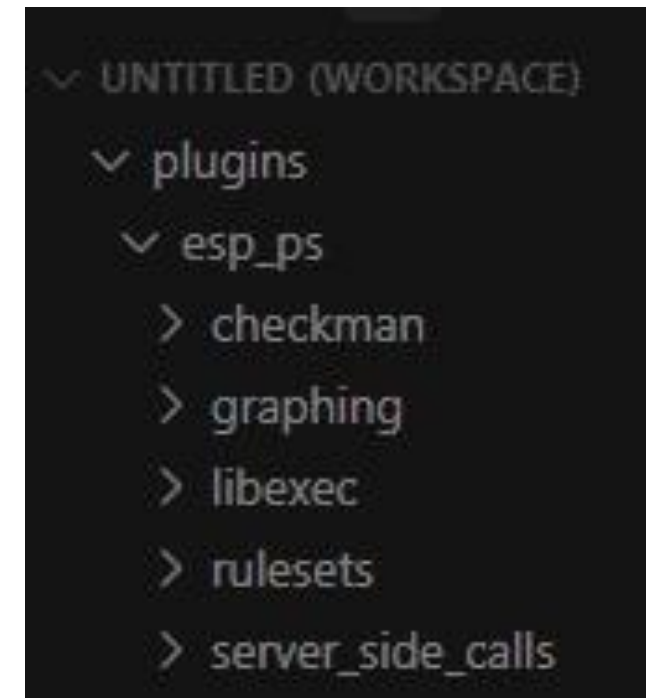 UNTITLED (WORKSPACE)
plugins
esp_ps
checkman
graphing
libexec
rulesets
server_side_calls